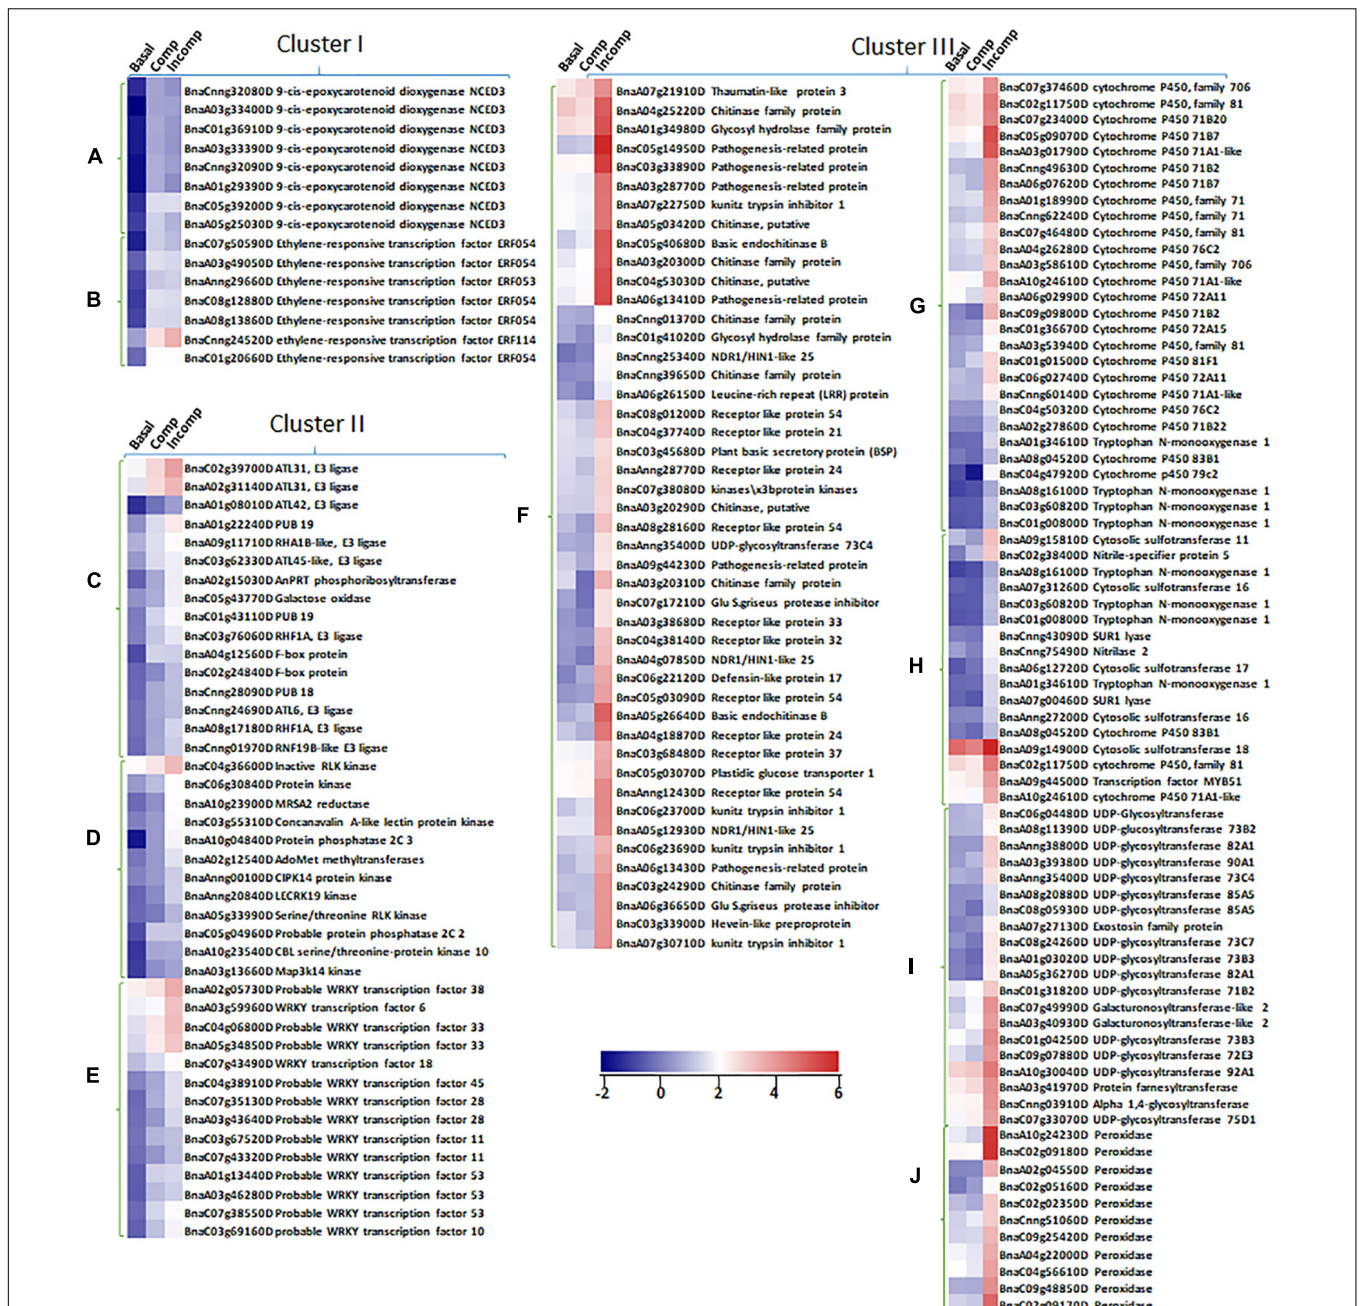 Cluster I
Basal Comp Incomp
A
BnaCnng32080D 9-cis-epoxycarotenoid dioxygenase NCED3
BnaA03g33400D 9-cis-epoxycarotenoid dioxygenase NCED3
BnaC01g36910D 9-cis-epoxycarotenoid dioxygenase NCED3
BnaA03g33390D 9-cis-epoxycarotenoid dioxygenase NCED3
BnaCnng32090D 9-cis-epoxycarotenoid dioxygenase NCED3
BnaA01g29390D 9-cis-epoxycarotenoid dioxygenase NCED3
BnaC05g39200D 9-cis-epoxycarotenoid dioxygenase NCED3
BnaA05g25030D 9-cis-epoxycarotenoid dioxygenase NCED3
B
BnaC07g50590D Ethylene-responsive transcription factor ERF054
BnaA03g49050D Ethylene-responsive transcription factor ERF054
BnaAnng29660D Ethylene-responsive transcription factor ERF053
BnaC08g12880D Ethylene-responsive transcription factor ERF054
BnaA08g13860D Ethylene-responsive transcription factor ERF054
BnaCnng24520D ethylene-responsive transcription factor ERF114
BnaC01g20660D Ethylene-responsive transcription factor ERF054
Cluster II
Basal Comp Incomp
C
BnaC02g39700D ATL31, E3 ligase
BnaA02g31140D ATL31, E3 ligase
BnaA01g08010D ATL42, E3 ligase
BnaA01g22240D PUB 19
BnaA09g11710D RHA1B-like, E3 ligase
BnaC03g62330D ATL45-like, E3 ligase
BnaA02g15030D AnPRT phosphoribosyltransferase
BnaC05g43770D Galactose oxidase
BnaC01g43110D PUB 19
BnaC03g76060D RHF1A, E3 ligase
BnaA04g12560D F-box protein
BnaC02g24840D F-box protein
BnaCnng28090D PUB 18
BnaCnng24690D ATL6, E3 ligase
BnaA08g17180D RHF1A, E3 ligase
BnaCnng01970D RNF19B-like E3 ligase
D
BnaC04g36600D Inactive RLK kinase
BnaC06g30840D Protein kinase
BnaA10g23900D MRSA2 reductase
BnaC03g55310D Concanavalin A-like lectin protein kinase
BnaA10g04840D Protein phosphatase 2C 3
BnaA02g12540D AdoMet methyltransferases
BnaAnng00100D CIPK14 protein kinase
BnaAnng20840D LECRK19 kinase
BnaA05g33990D Serine/threonine RLK kinase
BnaC05g04960D Probable protein phosphatase 2C 2
BnaA10g23540D CBL serine/threonine-protein kinase 10
BnaA03g13660D Map3k14 kinase
E
BnaA02g05730D Probable WRKY transcription factor 38
BnaA03g59960D WRKY transcription factor 6
BnaC04g06800D Probable WRKY transcription factor 33
BnaA05g34850D Probable WRKY transcription factor 33
BnaC07g43490D WRKY transcription factor 18
BnaC04g38910D Probable WRKY transcription factor 45
BnaC07g35130D Probable WRKY transcription factor 28
BnaA03g43640D Probable WRKY transcription factor 28
BnaC03g67520D Probable WRKY transcription factor 11
BnaC07g43320D Probable WRKY transcription factor 11
BnaA01g13440D Probable WRKY transcription factor 53
BnaA03g46280D Probable WRKY transcription factor 53
BnaC07g38550D Probable WRKY transcription factor 53
BnaC03g69160D probable WRKY transcription factor 10
Cluster III
Basal Comp Incomp
F
BnaA07g21910D Thaumatin-like protein 3
BnaA04g25220D Chitinase family protein
BnaA01g34980D Glycosyl hydrolase family protein
BnaC05g14950D Pathogenesis-related protein
BnaC03g33890D Pathogenesis-related protein
BnaA03g28770D Pathogenesis-related protein
BnaA07g22750D kunitz trypsin inhibitor 1
BnaA05g03420D Chitinase, putative
BnaC05g40680D Basic endochitinase B
BnaA03g20300D Chitinase family protein
BnaC04g53030D Chitinase, putative
BnaA06g13410D Pathogenesis-related protein
BnaCnng01370D Chitinase family protein
BnaC01g41020D Glycosyl hydrolase family protein
BnaCnng25340D NDR1/HIN1-like 25
BnaCnng39650D Chitinase family protein
BnaA06g26150D Leucine-rich repeat (LRR) protein
BnaC08g01200D Receptor like protein 54
BnaC04g37740D Receptor like protein 21
BnaC03g45680D Plant basic secretory protein (BSP)
BnaAnng28770D Receptor like protein 24
BnaC07g38080D kinases\x3bprotein kinases
BnaA03g20290D Chitinase, putative
BnaA08g28160D Receptor like protein 54
BnaAnng35400D UDP-glycosyltransferase 73C4
BnaA09g44230D Pathogenesis-related protein
BnaA03g20310D Chitinase family protein
BnaC07g17210D Glu S.griseus protease inhibitor
BnaA03g38680D Receptor like protein 33
BnaC04g38140D Receptor like protein 32
BnaA04g07850D NDR1/HIN1-like 25
BnaC06g22120D Defensin-like protein 17
BnaC05g03090D Receptor like protein 54
BnaA05g26640D Basic endochitinase B
BnaA04g18870D Receptor like protein 24
BnaC03g68480D Receptor like protein 37
BnaC05g03070D Plastidic glucose transporter 1
BnaAnng12430D Receptor like protein 54
BnaC06g23700D kunitz trypsin inhibitor 1
BnaA05g12930D NDR1/HIN1-like 25
BnaC06g23690D kunitz trypsin inhibitor 1
BnaA06g13430D Pathogenesis-related protein
BnaC03g24290D Chitinase family protein
BnaA06g36650D Glu S.griseus protease inhibitor
BnaC03g33900D Hevein-like preproprotein
BnaA07g30710D kunitz trypsin inhibitor 1
-2 0 2 4 6
Basal Comp Incomp
G
BnaC07g37460D cytochrome P450, family 706
BnaC02g11750D cytochrome P450, family 81
BnaC07g23400D Cytochrome P450 71B20
BnaC05g09070D Cytochrome P450 71B7
BnaA03g01790D Cytochrome P450 71A1-like
BnaCnng49630D Cytochrome P450 71B2
BnaA06g07620D Cytochrome P450 71B7
BnaA01g18990D Cytochrome P450, family 71
BnaCnng62240D Cytochrome P450, family 71
BnaC07g46480D Cytochrome P450, family 81
BnaA04g26280D Cytochrome P450 76C2
BnaA03g58610D Cytochrome P450, family 706
BnaA10g24610D Cytochrome P450 71A1-like
BnaA06g02990D Cytochrome P450 72A11
BnaC09g09800D Cytochrome P450 71B2
BnaC01g36670D Cytochrome P450 72A15
BnaA03g53940D Cytochrome P450, family 81
BnaC01g01500D Cytochrome P450 81F1
BnaC06g02740D Cytochrome P450 72A11
BnaCnng60140D Cytochrome P450 71A1-like
BnaC04g50320D Cytochrome P450 76C2
BnaA02g27860D Cytochrome P450 71B22
BnaA01g34610D Tryptophan N-monooxygenase 1
BnaA08g04520D Cytochrome P450 83B1
BnaC04g47920D Cytochrome p450 79c2
BnaA08g16100D Tryptophan N-monooxygenase 1
BnaC03g60820D Tryptophan N-monooxygenase 1
BnaC01g00800D Tryptophan N-monooxygenase 1
H
BnaA09g15810D Cytosolic sulfotransferase 11
BnaC02g38400D Nitrile-specifier protein 5
BnaA08g16100D Tryptophan N-monooxygenase 1
BnaA07g31260D Cytosolic sulfotransferase 16
BnaC03g60820D Tryptophan N-monooxygenase 1
BnaC01g00800D Tryptophan N-monooxygenase 1
BnaCnng43090D SUR1 lyase
BnaCnng75490D Nitrilase 2
BnaA06g12720D Cytosolic sulfotransferase 17
BnaA01g34610D Tryptophan N-monooxygenase 1
BnaA07g00460D SUR1 lyase
BnaAnng27200D Cytosolic sulfotransferase 16
BnaA08g04520D Cytochrome P450 83B1
BnaA09g14900D Cytosolic sulfotransferase 18
BnaC02g11750D cytochrome P450, family 81
BnaA09g44500D Transcription factor MYB51
BnaA10g24610D cytochrome P450 71A1-like
I
BnaC06g04480D UDP-Glycosyltransferase
BnaA08g11390D UDP-glucosyltransferase 73B2
BnaAnng38800D UDP-glycosyltransferase 82A1
BnaA03g39380D UDP-glycosyltransferase 90A1
BnaAnng35400D UDP-glycosyltransferase 73C4
BnaA08g20880D UDP-glycosyltransferase 85A5
BnaC08g05930D UDP-glycosyltransferase 85A5
BnaA07g27130D Exostosin family protein
BnaC08g24260D UDP-glycosyltransferase 73C7
BnaA01g03020D UDP-glycosyltransferase 73B3
BnaA05g36270D UDP-glycosyltransferase 82A1
BnaC01g31820D UDP-glycosyltransferase 71B2
BnaC07g49990D Galacturonosyltransferase-like 2
BnaA03g40930D Galacturonosyltransferase-like 2
BnaC01g04250D UDP-glycosyltransferase 73B3
BnaC09g07880D UDP-glycosyltransferase 72E3
BnaA10g30040D UDP-glycosyltransferase 92A1
BnaA03g41970D Protein farnesyltransferase
BnaCnng03910D Alpha 1,4-glycosyltransferase
BnaC07g33070D UDP-glycosyltransferase 75D1
J
BnaA10g24230D Peroxidase
BnaC02g09180D Peroxidase
BnaA02g04550D Peroxidase
BnaC02g05160D Peroxidase
BnaC02g02350D Peroxidase
BnaCnng51060D Peroxidase
BnaC09g25420D Peroxidase
BnaA04g22000D Peroxidase
BnaC04g56610D Peroxidase
BnaC09g48850D Peroxidase
BnaC02g09170D Peroxidase